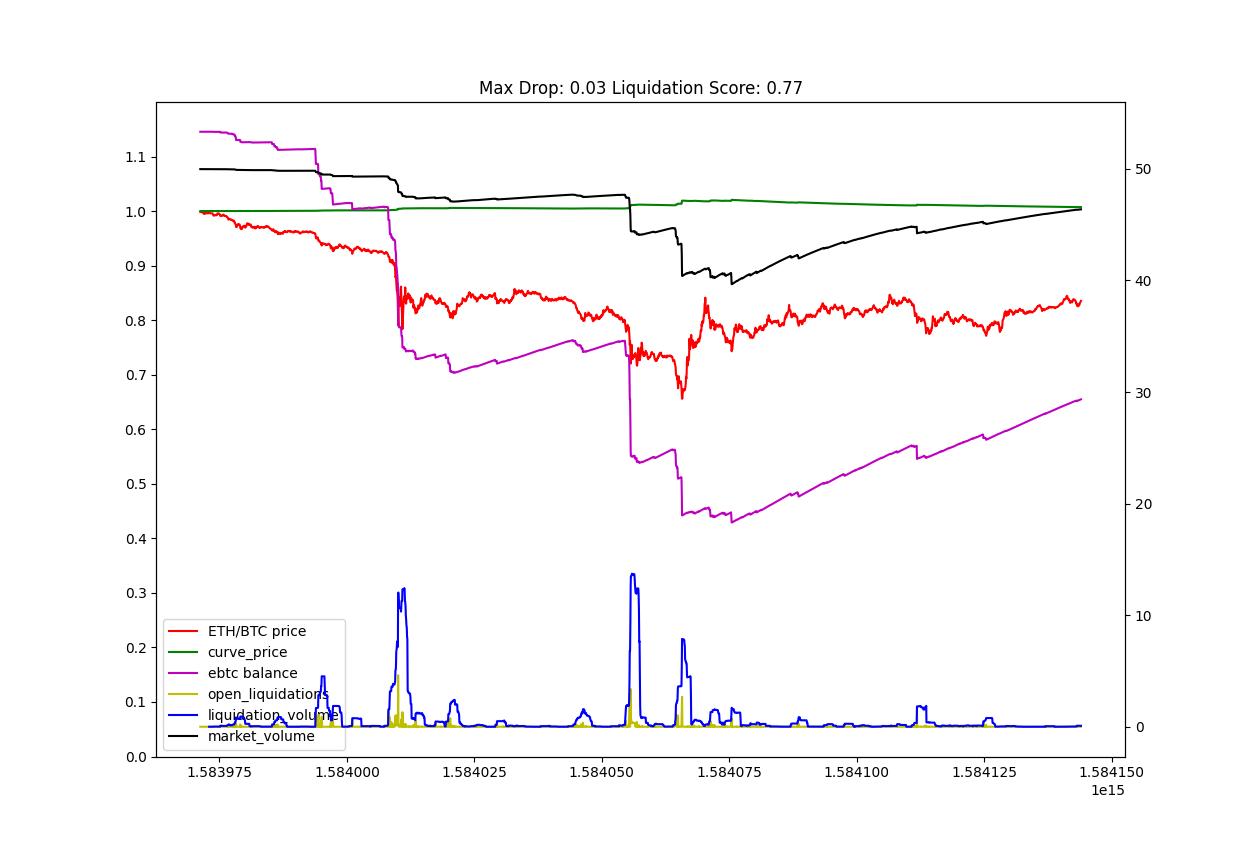 Max Drop: 0.03 Liquidation Score: 0.77
1.1
1.0
0.9
0.8
0.7
0.6
0.5
0.4
0.3
0.2
0.1
0.0
50
40
30
20
10
0
ETH/BTC price
curve_price
ebtc balance
open_liquidations
liquidation_volume
market_volume
1.583975 1.584000 1.584025 1.584050 1.584075 1.584100 1.584125 1.584150
1e15